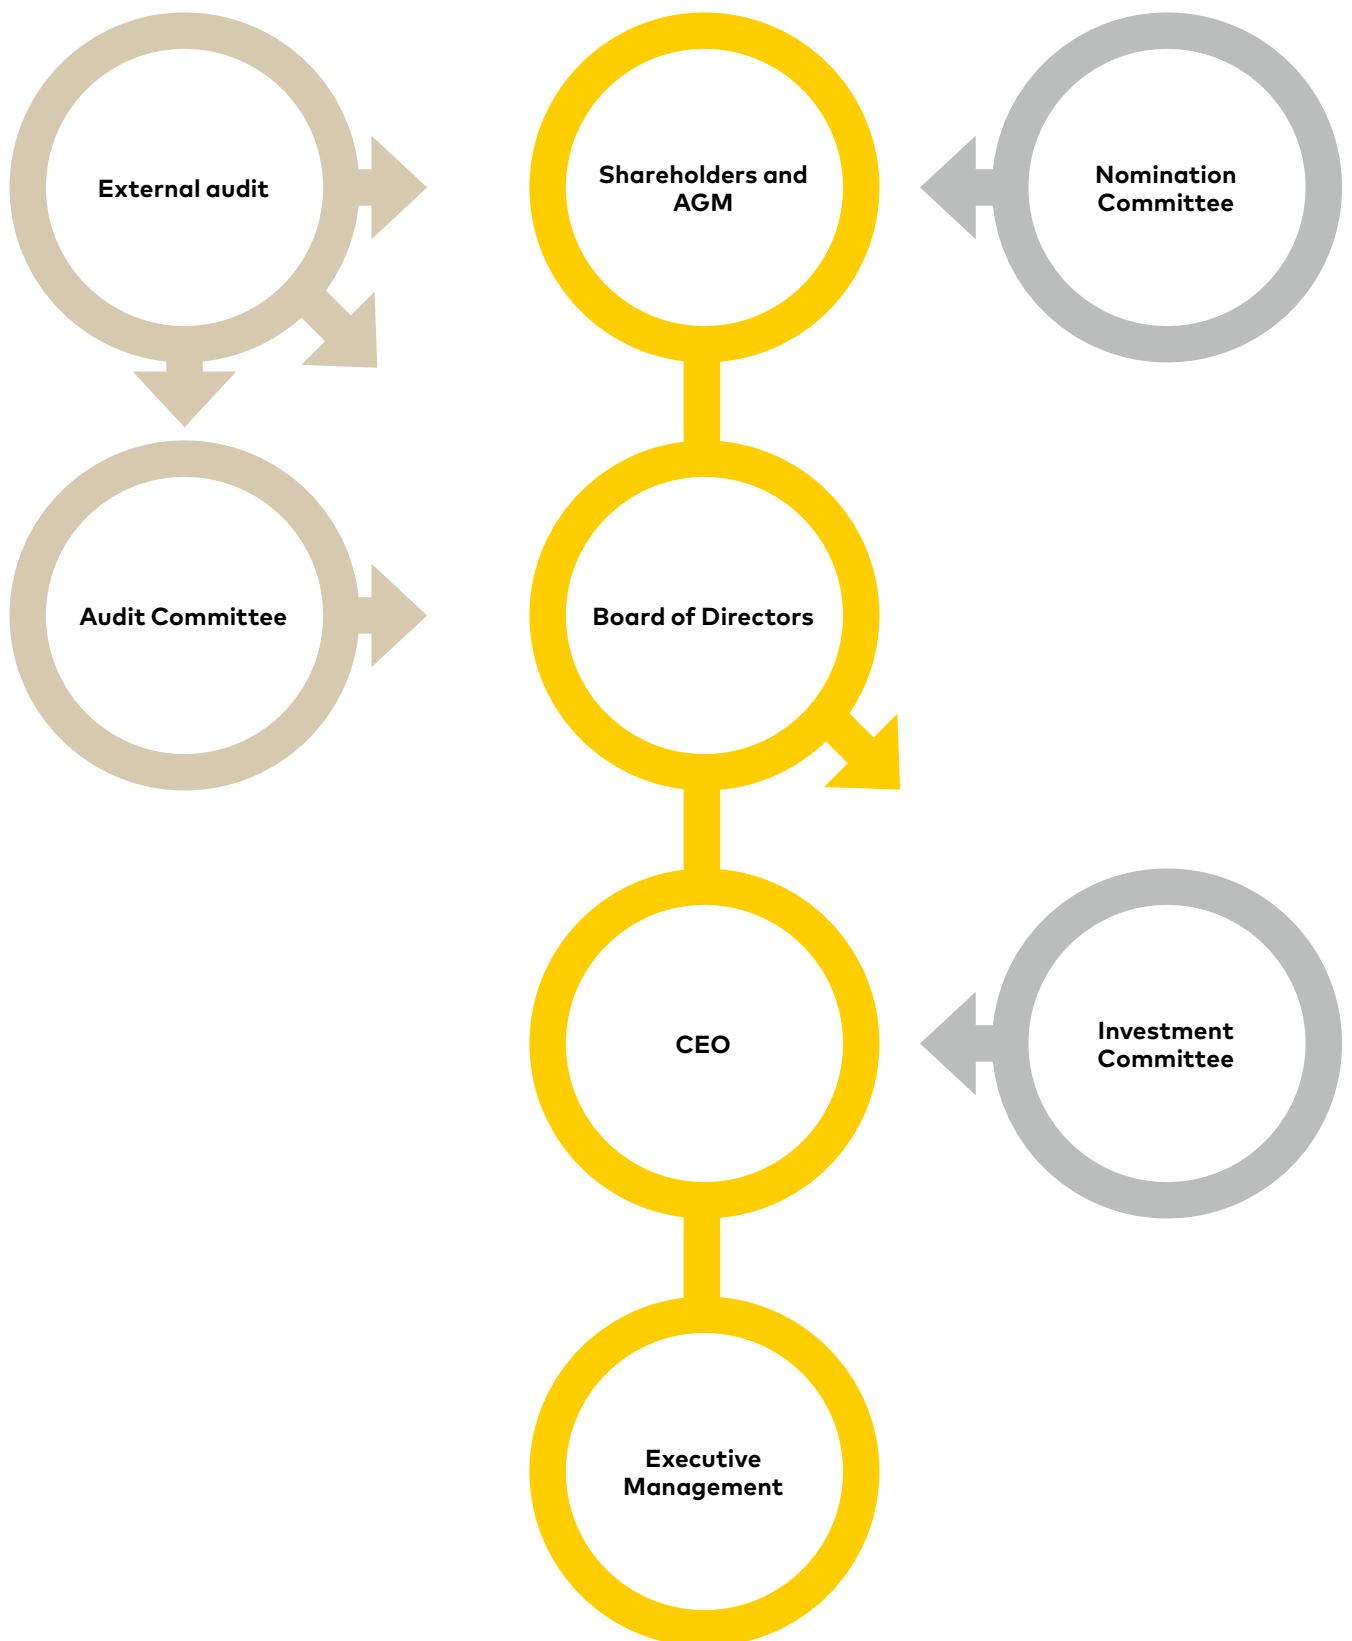 External audit
Shareholders and
AGM
Nomination
Committee
Audit Committee
Board of Directors
CEO
Investment
Committee
Executive
Management